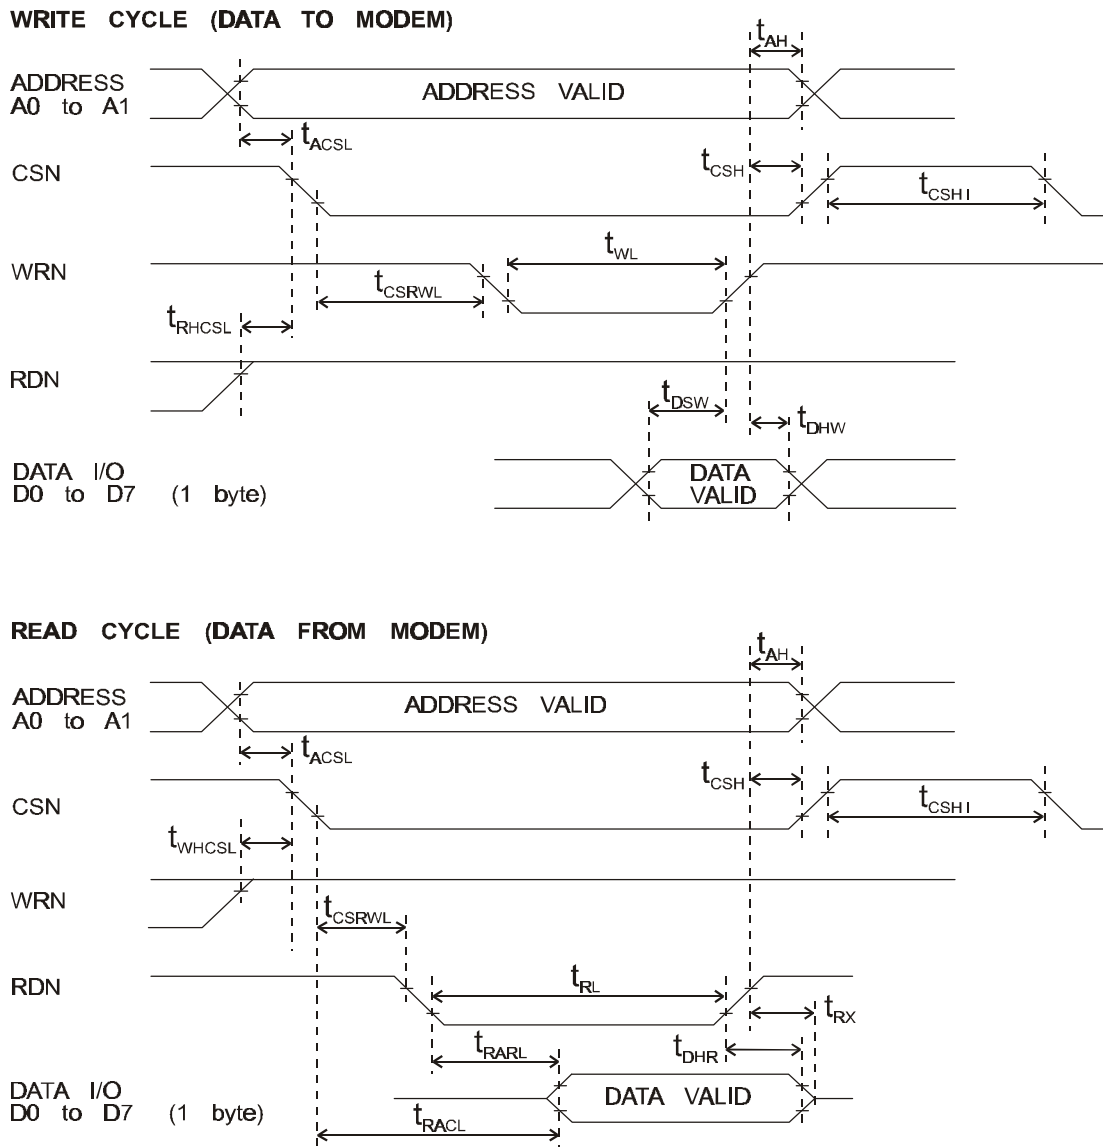 WRITE CYCLE (DATA TO MODEM)
tAH
ADDRESS
A0 to A1
ADDRESS VALID
tACSL
CSN
tCSH
tCSHI
WRN
tWL
tCSRWL
tRHCSL
RDN
tDSW
tDHW
DATA I/O
D0 to D7 (1 byte)
DATA
VALID
READ CYCLE (DATA FROM MODEM)
tAH
ADDRESS
A0 to A1
ADDRESS VALID
tACSL
CSN
tCSH
tCSHI
tWHCSL
WRN
tCSRWL
RDN
tRL
tRX
tRARL
tDHR
DATA I/O
D0 to D7 (1 byte)
DATA VALID
tRACL